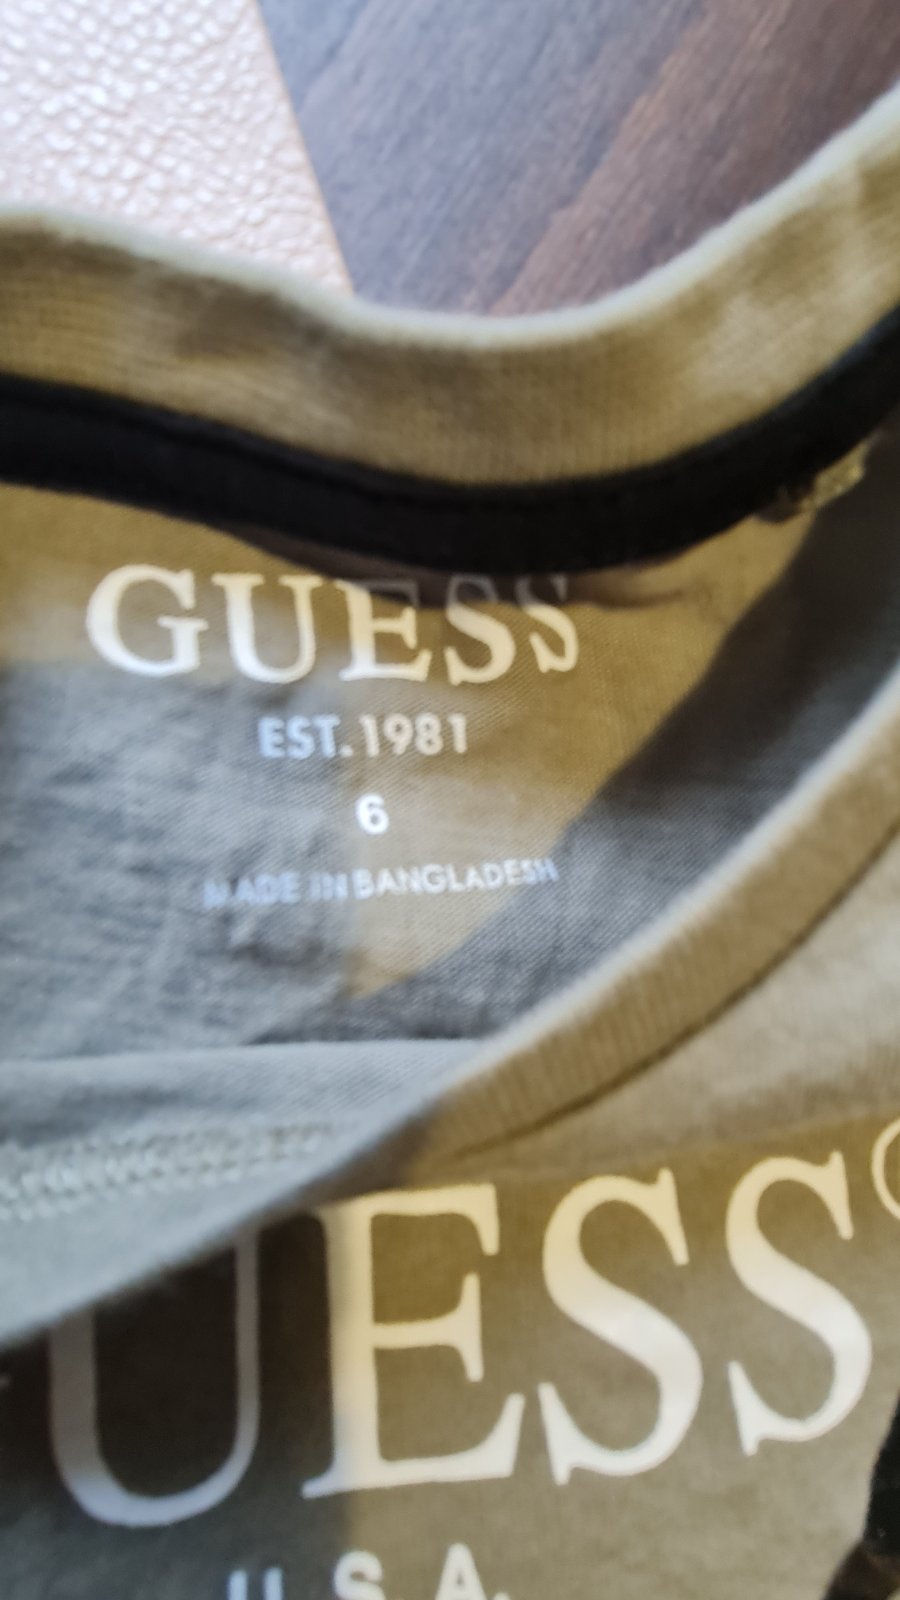 GUESS
EST. 1981
6
MADE IN BANGLADESH
UESS®
U.S.A.